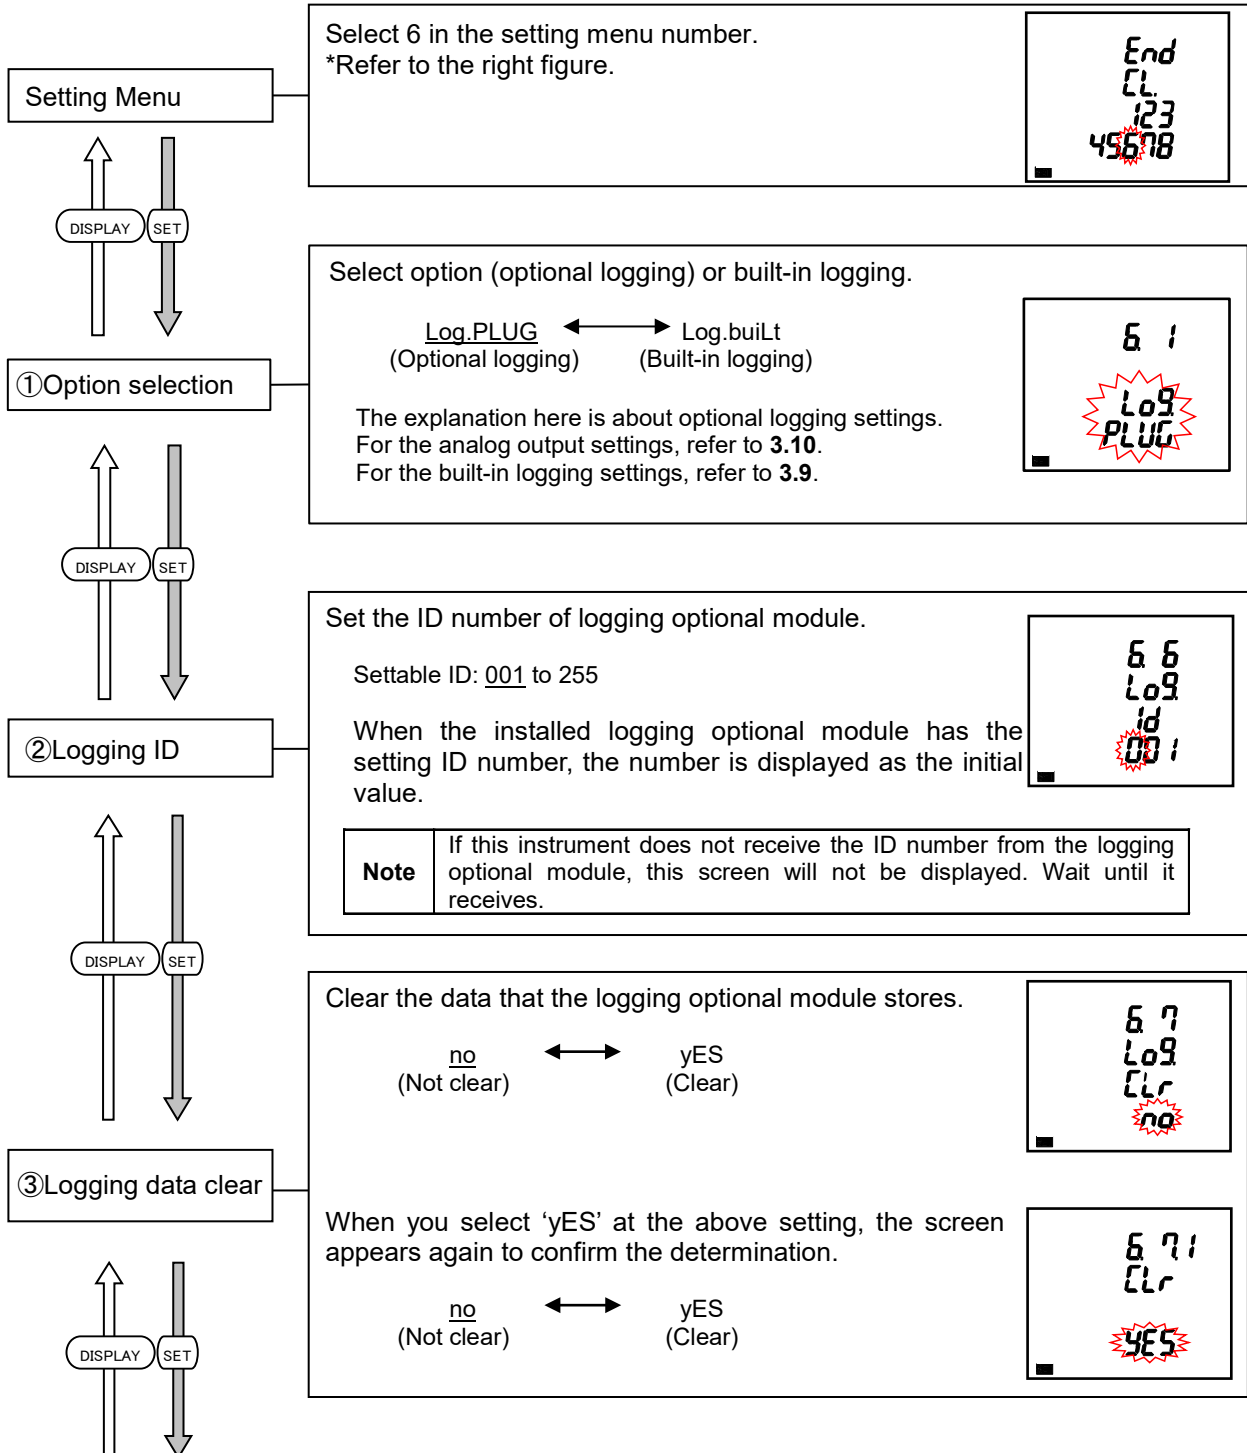 Select 6 in the setting menu number.
*Refer to the right figure.
End
CL.
123
45678
Setting Menu
DISPLAY SET
Select option (optional logging) or built-in logging.
Log.PLUG Log.buiLt
(Optional logging) (Built-in logging)
6. 1
Log.
PLUG
①Option selection
The explanation here is about optional logging settings.
For the analog output settings, refer to 3.10.
For the built-in logging settings, refer to 3.9.
DISPLAY SET
Set the ID number of logging optional module.
Settable ID: 001 to 255
6. 6
Log.
id
001
②Logging ID
When the installed logging optional module has the
setting ID number, the number is displayed as the initial
value.
Note
If this instrument does not receive the ID number from the logging
optional module, this screen will not be displayed. Wait until it
receives.
DISPLAY SET
Clear the data that the logging optional module stores.
no yES
(Not clear) (Clear)
6. 7
Log.
CLr
no
③Logging data clear
When you select ‘yES’ at the above setting, the screen
appears again to confirm the determination.
no yES
(Not clear) (Clear)
6. 7.1
CLr
yES
DISPLAY SET